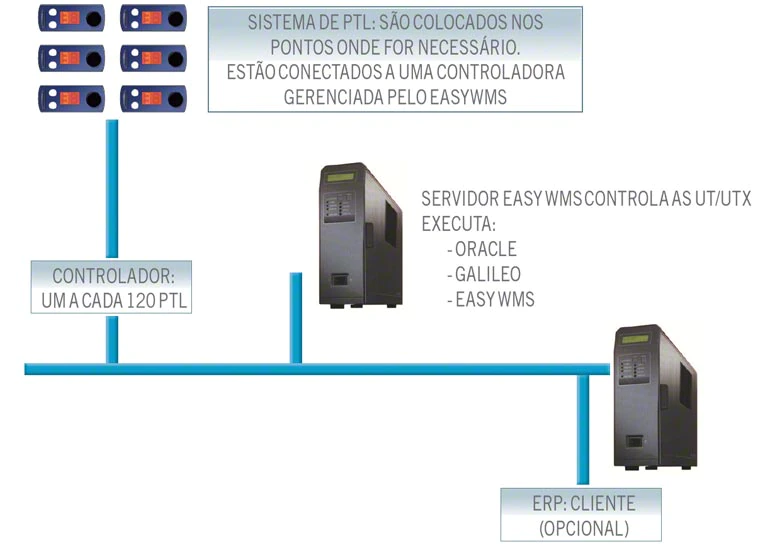 SISTEMA DE PTL: SÃO COLOCADOS NOS
PONTOS ONDE FOR NECESSÁRIO.
ESTÃO CONECTADOS A UMA CONTROLADORA
GERENCIADA PELO EASYWMS
SERVIDOR EASY WMS CONTROLA AS UT/UTX
EXECUTA:
- ORACLE
- GALILEO
- EASY WMS
CONTROLADOR:
UM A CADA 120 PTL
ERP: CLIENTE
(OPCIONAL)